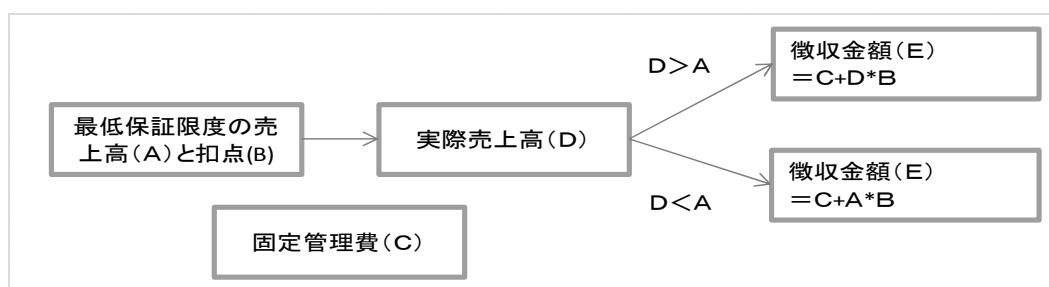 最低保証限度の売
上高(A)と扣点(B)
実際売上高(D)
D>A
徴収金額(E)
=C+D*B
D<A
徴収金額(E)
=C+A*B
固定管理費(C)